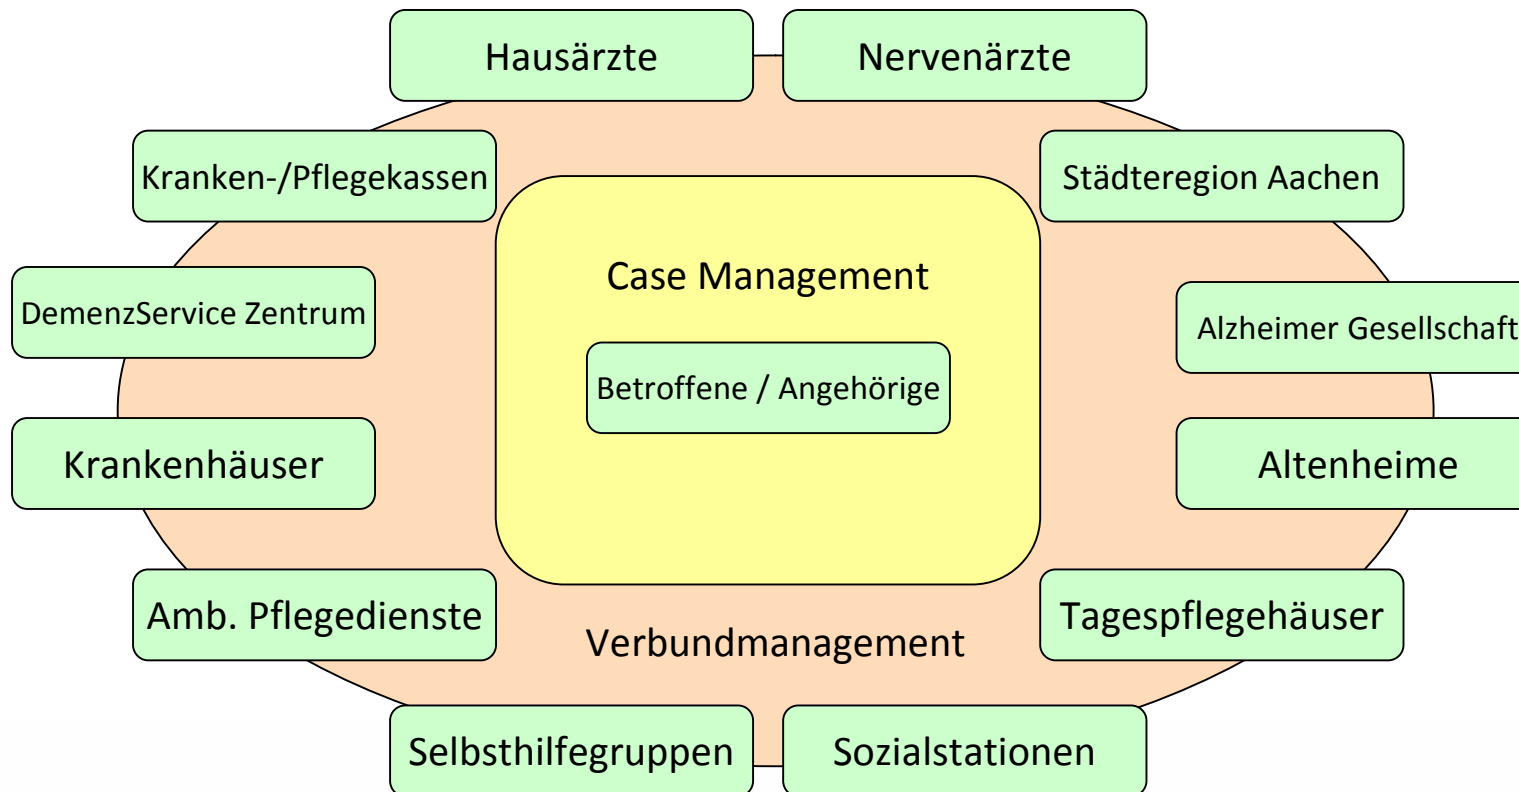 Hausärzte
Nervenärzte
Kranken-/Pflegekassen
Städteregion Aachen
Case Management
DemenzService Zentrum
Alzheimer Gesellschaft
Betroffene / Angehörige
Krankenhäuser
Altenheime
Amb. Pflegedienste
Tagespflegehäuser
Verbundmanagement
Selbsthilfegruppen
Sozialstationen